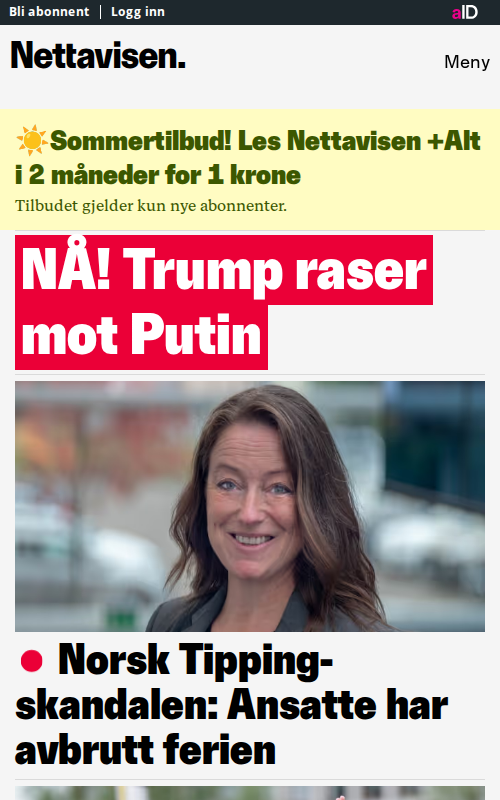 Bli abonnent
Logg inn
aID
Nettavisen.
Meny
☀️Sommertilbud! Les Nettavisen +Alt
i 2 måneder for 1 krone
Tilbudet gjelder kun nye abonnenter.
NÅ! Trump raser
mot Putin
Norsk Tipping-
skandalen: Ansatte har
avbrutt ferien